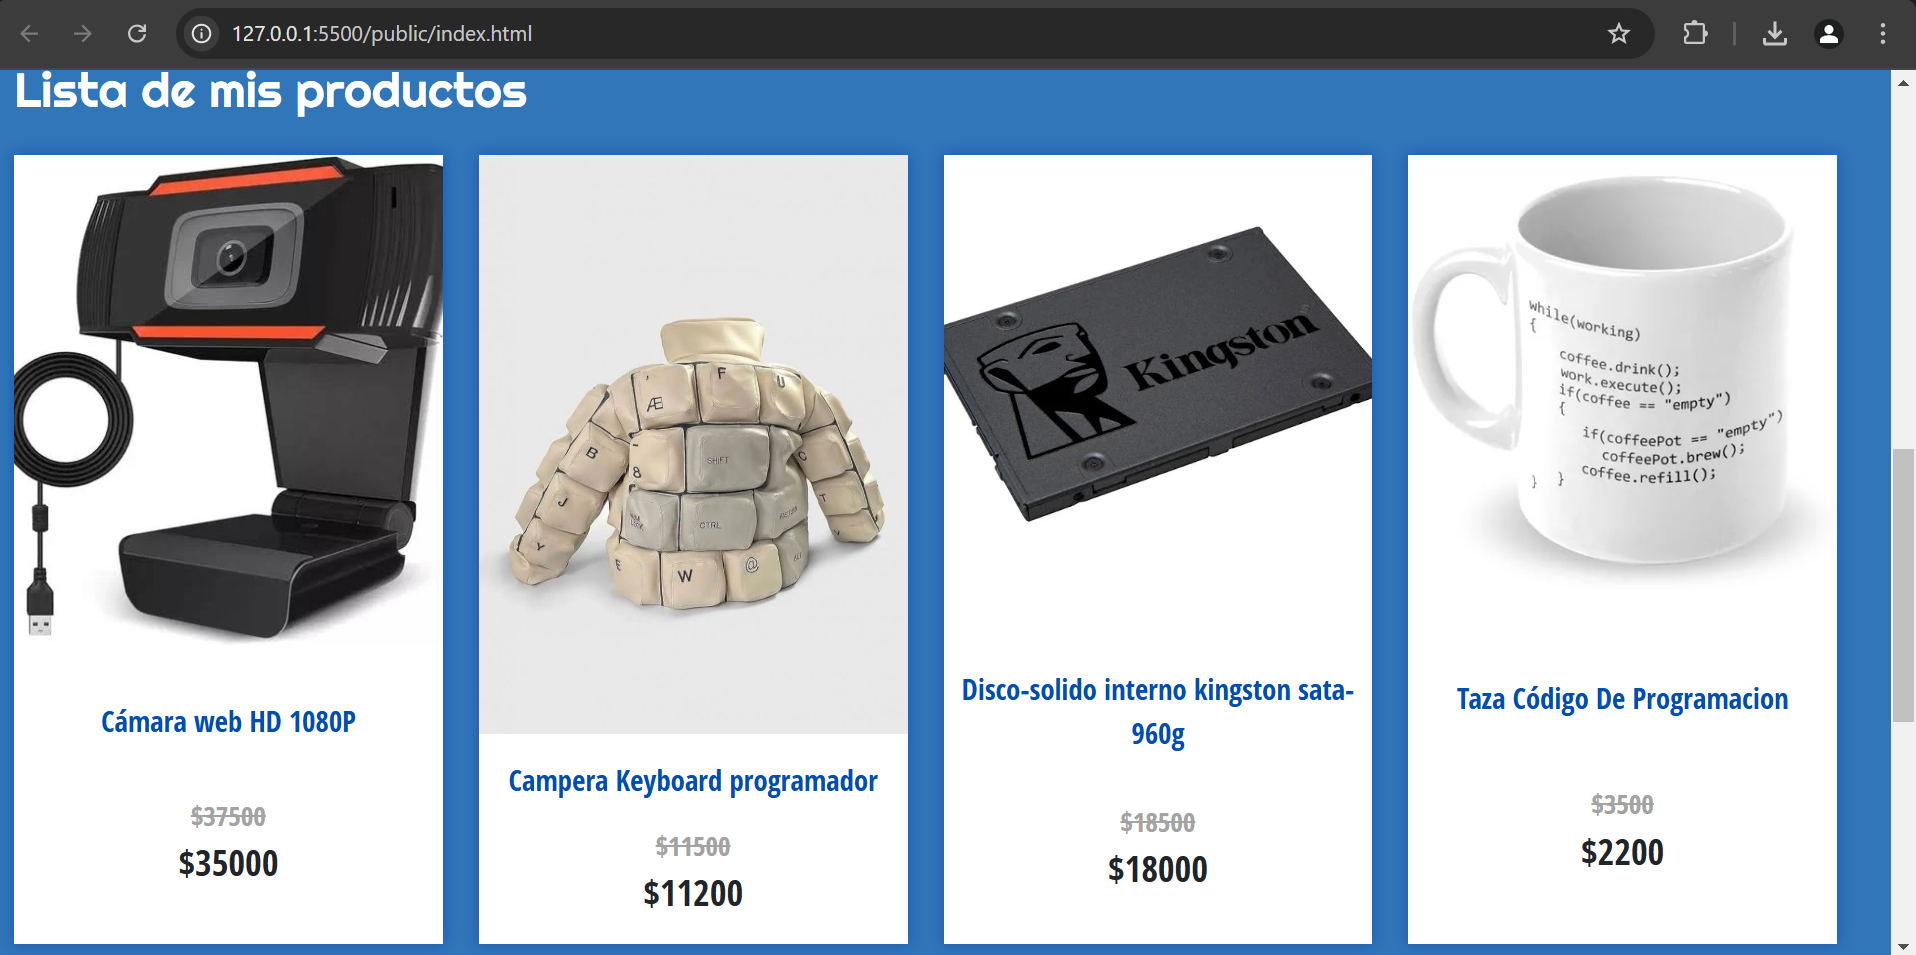 127.0.0.1:5500/public/index.html
Lista de mis productos
Æ
F
U
B
8
SHIFT
C
J
CTRL
RETURN
T
Y
E
W
@
ALT
Kingston
while(working)
{
coffee.drink();
work.execute();
if(coffee == "empty")
{
if(coffeePot == "empty")
coffeePot.brew();
coffee.refill();
} }
Cámara web HD 1080P
$37500
$35000
Campera Keyboard programador
$11500
$11200
Disco-solido interno kingston sata-
960g
$18500
$18000
Taza Código De Programacion
$3500
$2200